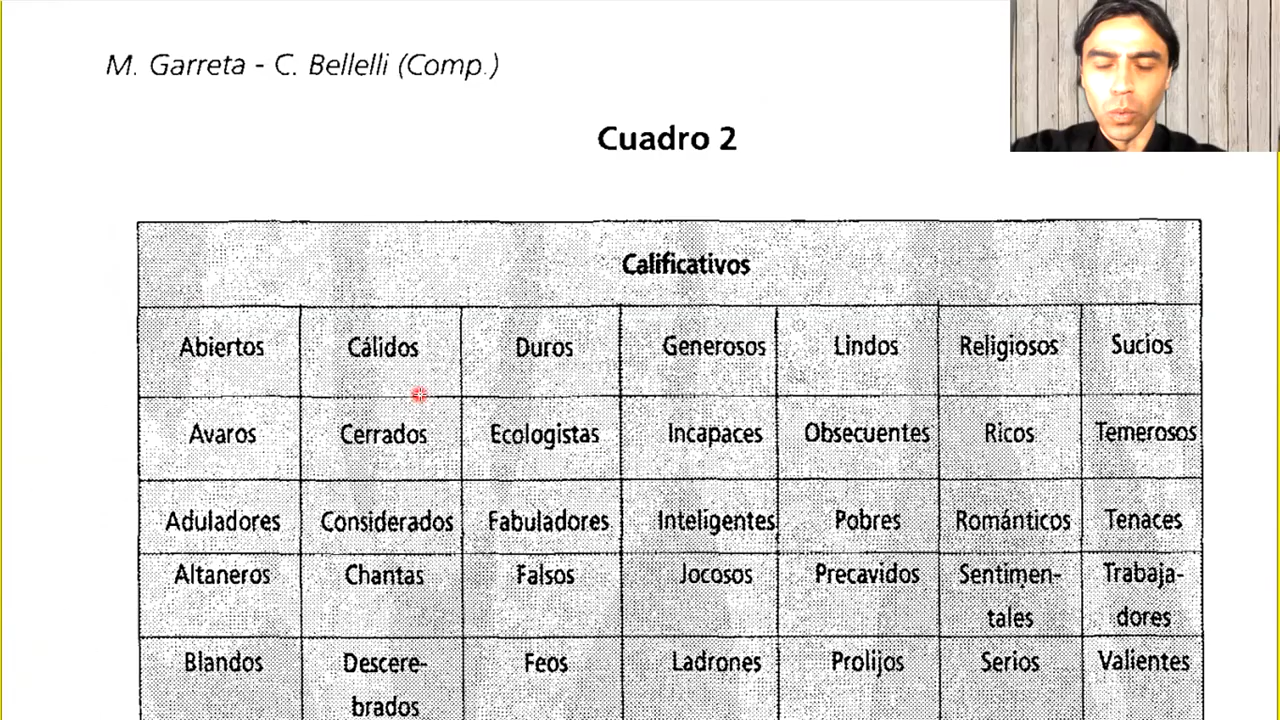 M. Garreta - C. Bellelli (Comp.)
Cuadro 2
Calificativos
Abiertos Cálidos Duros Generosos Lindos Religiosos Sucios
Avaros Cerrados Ecologistas Incapaces Obsecuentes Ricos Temerosos
Aduladores Considerados Fabuladores Inteligentes Pobres Románticos Tenaces
Altaneros Chantas Falsos Jocosos Precavidos Sentimen- Trabaja-
tales dores
Blandos Descere- Feos Ladrones Prolijos Serios Valientes
brados